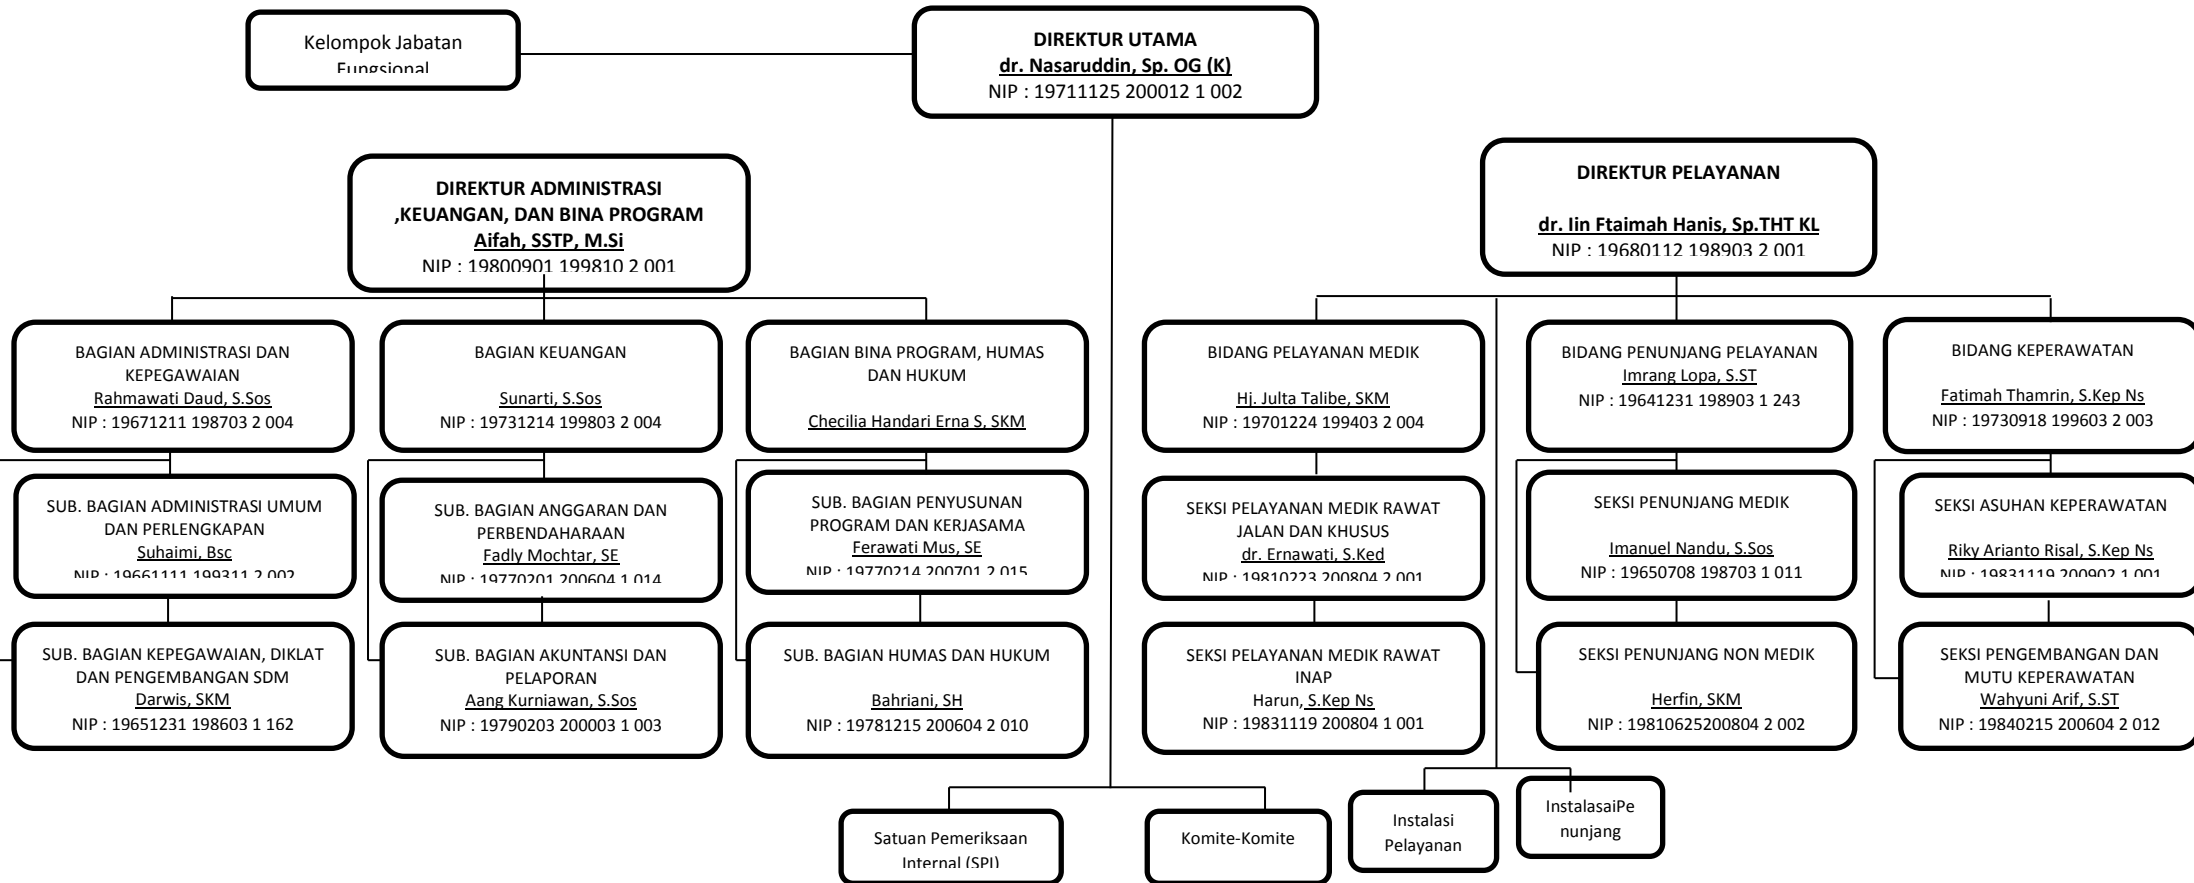 Kelompok Jabatan
Fungsional
DIREKTUR UTAMA
dr. Nasaruddin, Sp. OG (K)
NIP : 19711125 200012 1 002
DIREKTUR ADMINISTRASI
,KEUANGAN, DAN BINA PROGRAM
Aifah, SSTP, M.Si
NIP : 19800901 199810 2 001
DIREKTUR PELAYANAN
dr. Iin Ftaimah Hanis, Sp.THT KL
NIP : 19680112 198903 2 001
BAGIAN ADMINISTRASI DAN
KEPEGAWAIAN
Rahmawati Daud, S.Sos
NIP : 19671211 198703 2 004
BAGIAN KEUANGAN
Sunarti, S.Sos
NIP : 19731214 199803 2 004
BAGIAN BINA PROGRAM, HUMAS
DAN HUKUM
Checilia Handari Erna S, SKM
BIDANG PELAYANAN MEDIK
Hj. Julta Talibe, SKM
NIP : 19701224 199403 2 004
BIDANG PENUNJANG PELAYANAN
Imrang Lopa, S.ST
NIP : 19641231 198903 1 243
BIDANG KEPERAWATAN
Fatimah Thamrin, S.Kep Ns
NIP : 19730918 199603 2 003
SUB. BAGIAN ADMINISTRASI UMUM
DAN PERLENGKAPAN
Suhaimi, Bsc
NIP : 19661111 199311 2 002
SUB. BAGIAN ANGGARAN DAN
PERBENDAHARAAN
Fadly Mochtar, SE
NIP : 19770201 200604 1 014
SUB. BAGIAN PENYUSUNAN
PROGRAM DAN KERJASAMA
Ferawati Mus, SE
NIP : 19770214 200701 2 015
SEKSI PELAYANAN MEDIK RAWAT
JALAN DAN KHUSUS
dr. Ernawati, S.Ked
NIP : 19810223 200804 2 001
SEKSI PENUNJANG MEDIK
Imanuel Nandu, S.Sos
NIP : 19650708 198703 1 011
SEKSI ASUHAN KEPERAWATAN
Riky Arianto Risal, S.Kep Ns
NIP : 19831119 200902 1 001
SUB. BAGIAN KEPEGAWAIAN, DIKLAT
DAN PENGEMBANGAN SDM
Darwis, SKM
NIP : 19651231 198603 1 162
SUB. BAGIAN AKUNTANSI DAN
PELAPORAN
Aang Kurniawan, S.Sos
NIP : 19790203 200003 1 003
SUB. BAGIAN HUMAS DAN HUKUM
Bahriani, SH
NIP : 19781215 200604 2 010
SEKSI PELAYANAN MEDIK RAWAT
INAP
Harun, S.Kep Ns
NIP : 19831119 200804 1 001
SEKSI PENUNJANG NON MEDIK
Herfin, SKM
NIP : 19810625200804 2 002
SEKSI PENGEMBANGAN DAN
MUTU KEPERAWATAN
Wahyuni Arif, S.ST
NIP : 19840215 200604 2 012
Satuan Pemeriksaan
Internal (SPI)
Komite-Komite
Instalasi
Pelayanan
InstalasaiPe
nunjang